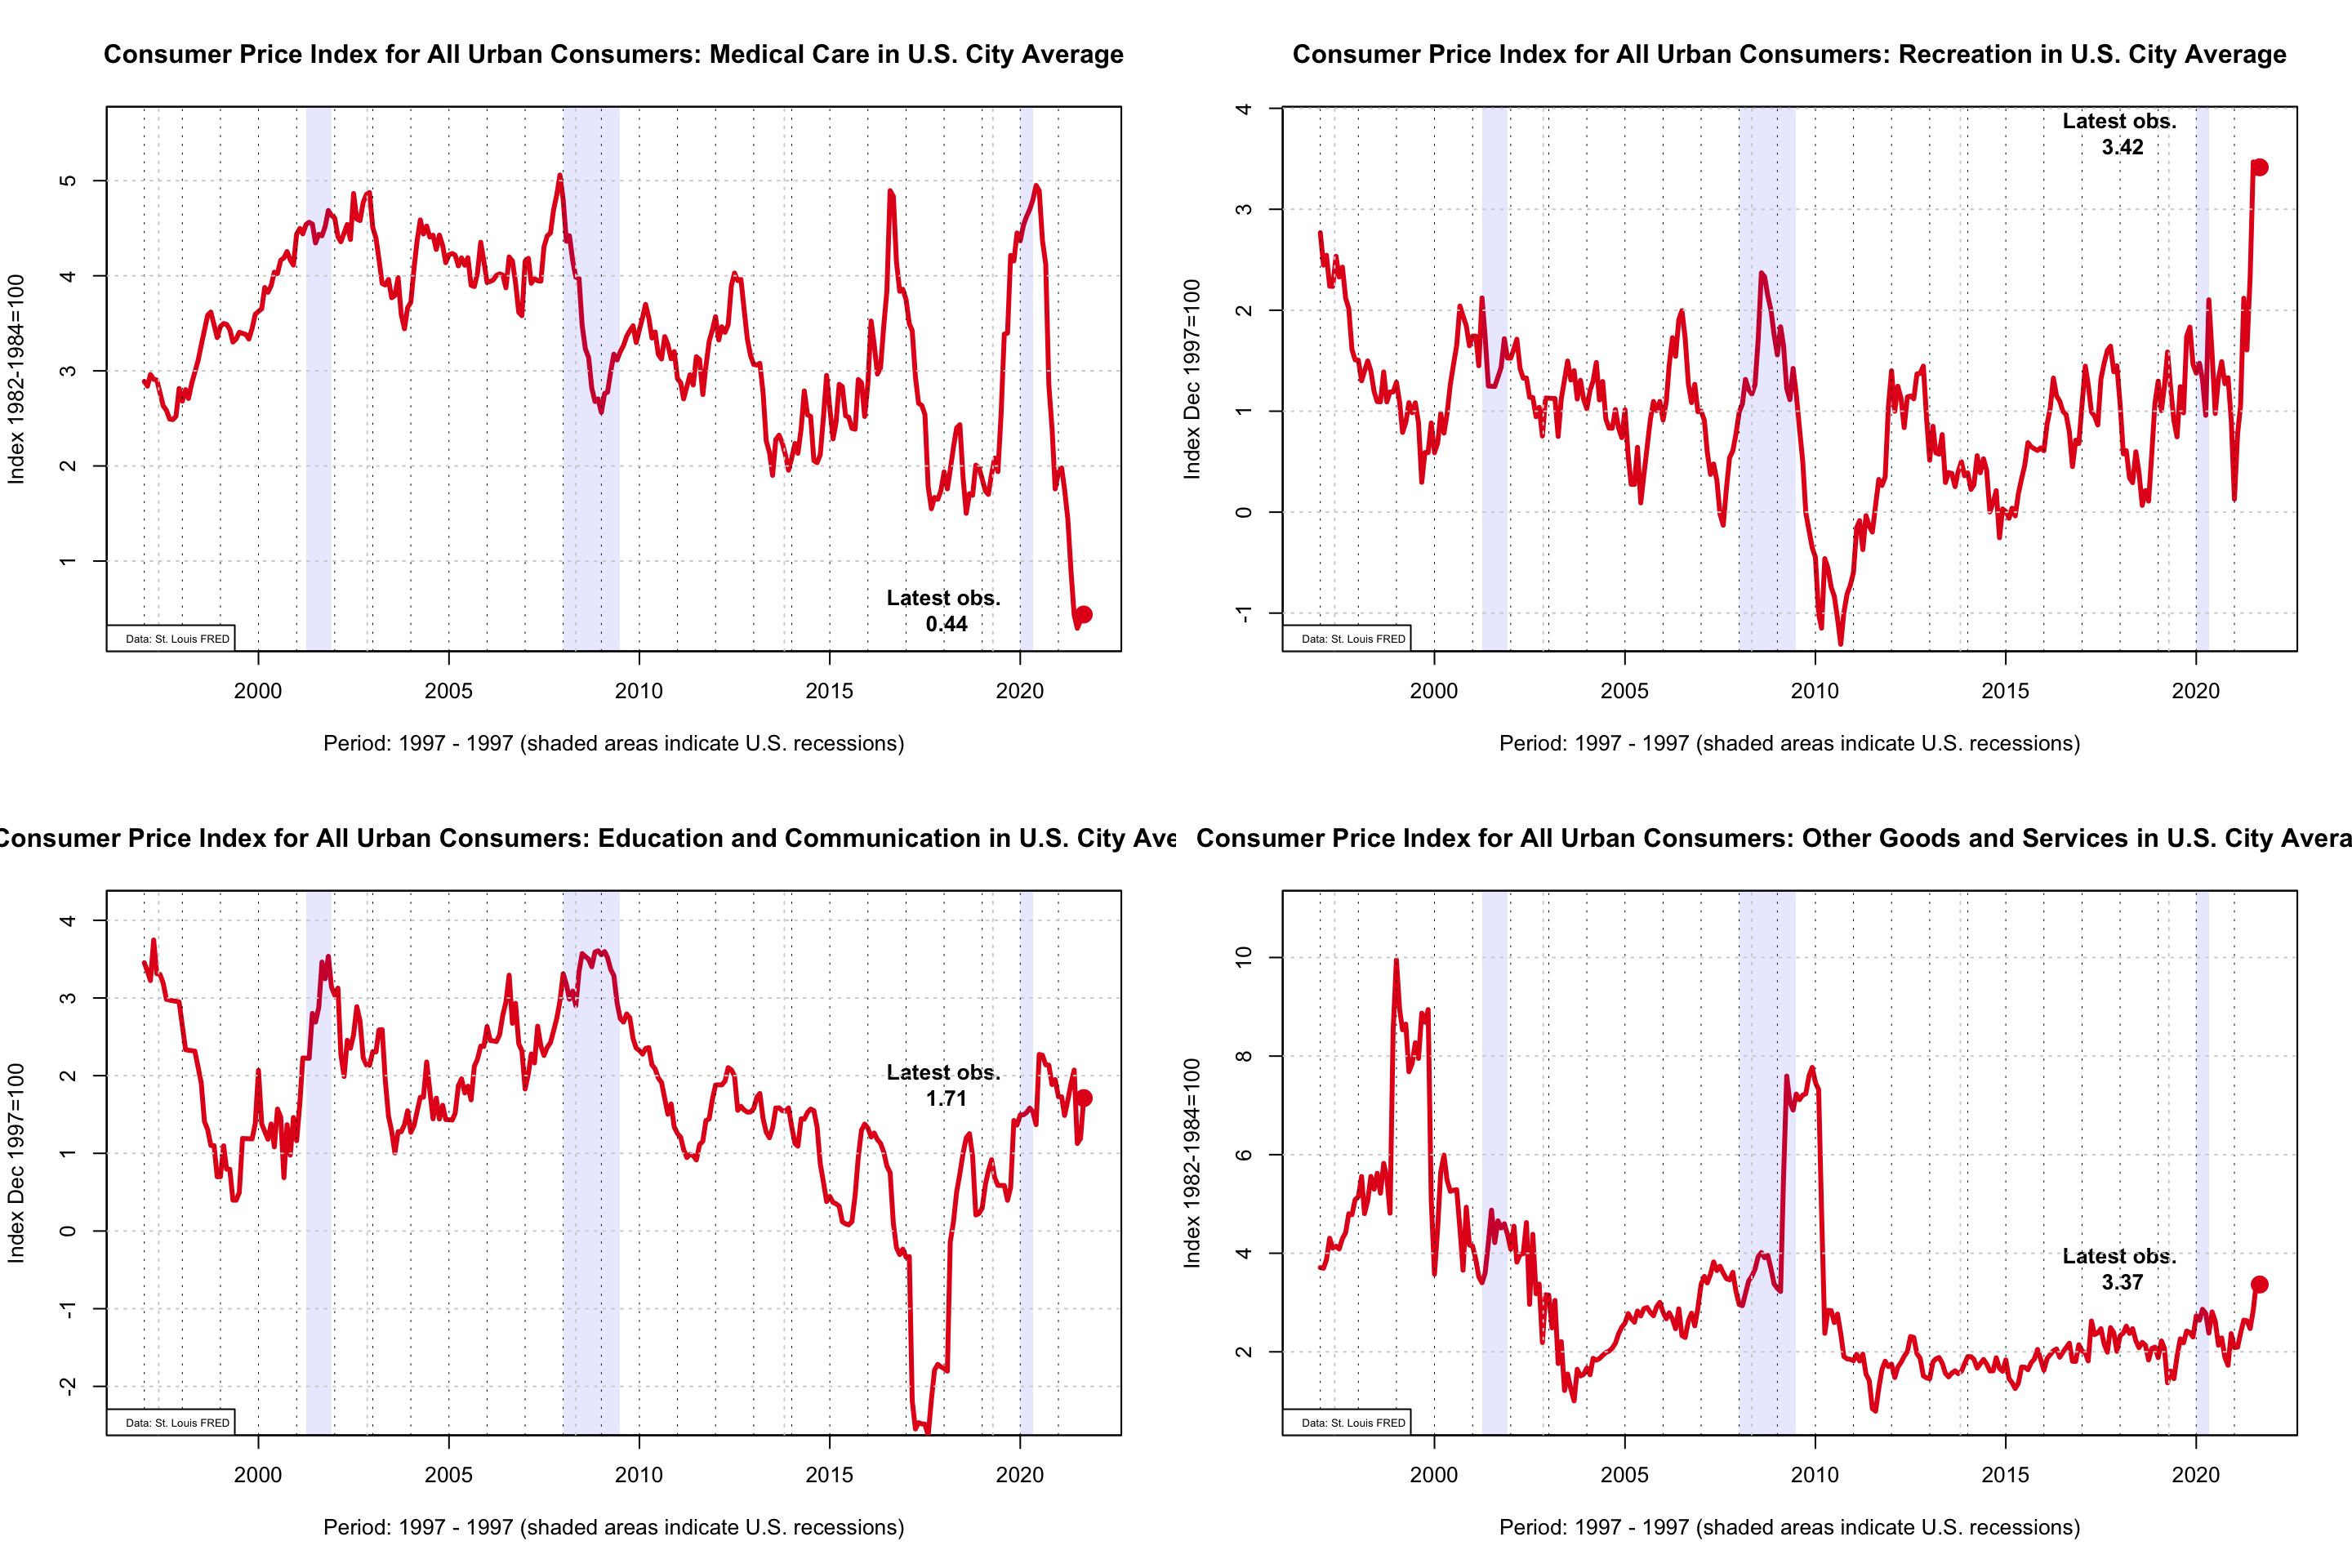 Consumer Price Index for All Urban Consumers: Medical Care in U.S. City Average
Index 1982-1984=100
5
4
3
2
1
Latest obs.
0.44
Data: St. Louis FRED
2000 2005 2010 2015 2020
Period: 1997 - 1997 (shaded areas indicate U.S. recessions)
Consumer Price Index for All Urban Consumers: Recreation in U.S. City Average
Index Dec 1997=100
4
3
2
1
0
-1
Latest obs.
3.42
Data: St. Louis FRED
2000 2005 2010 2015 2020
Period: 1997 - 1997 (shaded areas indicate U.S. recessions)
Consumer Price Index for All Urban Consumers: Education and Communication in U.S. City Ave
Index Dec 1997=100
4
3
2
1
0
-1
-2
Latest obs.
1.71
Data: St. Louis FRED
2000 2005 2010 2015 2020
Period: 1997 - 1997 (shaded areas indicate U.S. recessions)
Consumer Price Index for All Urban Consumers: Other Goods and Services in U.S. City Avera
Index 1982-1984=100
10
8
6
4
2
Latest obs.
3.37
Data: St. Louis FRED
2000 2005 2010 2015 2020
Period: 1997 - 1997 (shaded areas indicate U.S. recessions)